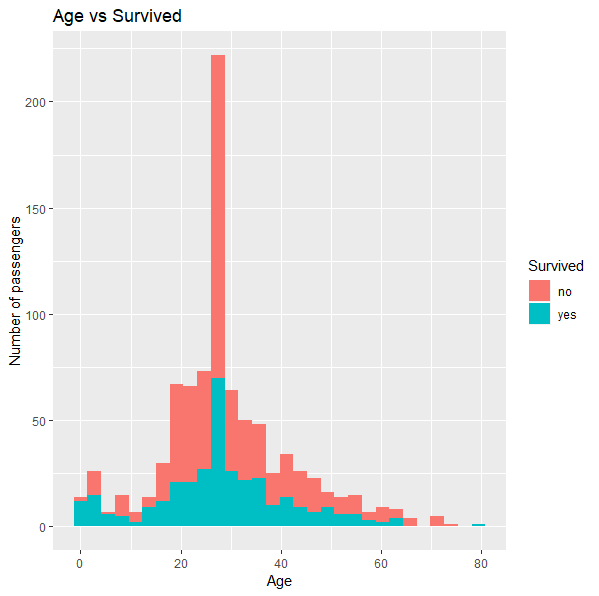 Age vs Survived
Number of passengers
200
150
100
50
0
0 20 40 60 80
Age
Survived
no
yes